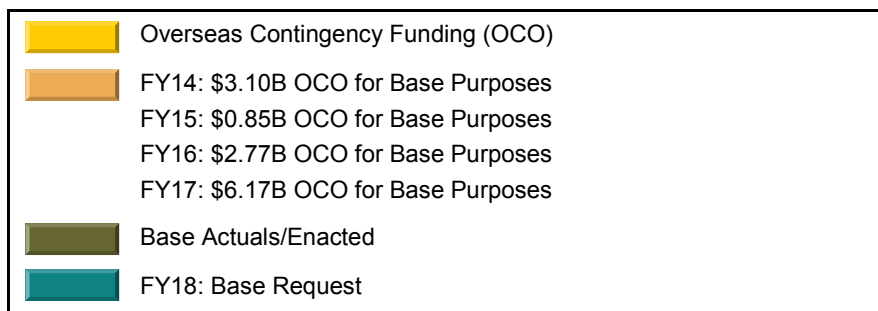 Overseas Contingency Funding (OCO)
FY14: $3.10B OCO for Base Purposes
FY15: $0.85B OCO for Base Purposes
FY16: $2.77B OCO for Base Purposes
FY17: $6.17B OCO for Base Purposes
Base Actuals/Enacted
FY18: Base Request